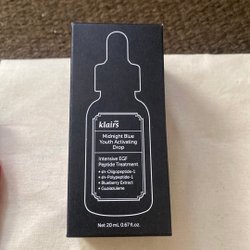 klairs
Midnight Blue
Youth Activating
Drop
Intensive EGF
Peptide Treatment
• sh-Oligopeptide-1
• sh-Polypeptide-1
• Blueberry Extract
• Guaiazulene
Net 20 mL 0.67 fl.oz.